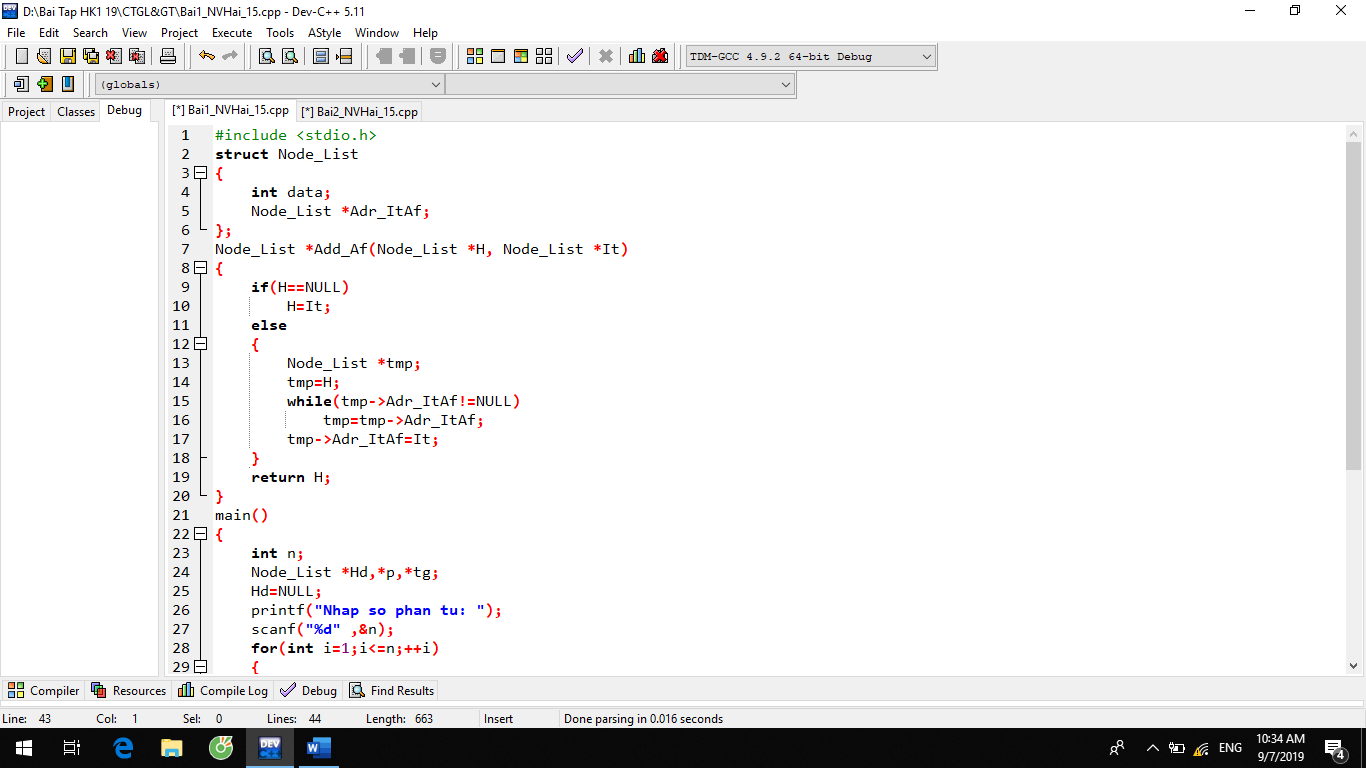 D:\Bai Tap HK1 19\CTGL&GT\Bai1_NVHai_15.cpp - Dev-C++ 5.11
File Edit Search View Project Execute Tools AStyle Window Help
TDM-GCC 4.9.2 64-bit Debug
(globals)
Project Classes Debug [*] Bai1_NVHai_15.cpp [*] Bai2_NVHai_15.cpp
1 #include <stdio.h>
2 struct Node_List
3 {
4     int data;
5     Node_List *Adr_ItAf;
6 };
7 Node_List *Add_Af(Node_List *H, Node_List *It)
8 {
9     if(H==NULL)
10         H=It;
11     else
12     {
13         Node_List *tmp;
14         tmp=H;
15         while(tmp->Adr_ItAf!=NULL)
16             tmp=tmp->Adr_ItAf;
17         tmp->Adr_ItAf=It;
18     }
19     return H;
20 }
21 main()
22 {
23     int n;
24     Node_List *Hd,*p,*tg;
25     Hd=NULL;
26     printf("Nhap so phan tu: ");
27     scanf("%d" ,&n);
28     for(int i=1;i<=n;++i)
29     {
Compiler Resources Compile Log Debug Find Results
Line: 43 Col: 1 Sel: 0 Lines: 44 Length: 663 Insert Done parsing in 0.016 seconds
DEV W ENG 10:34 AM
9/7/2019 4